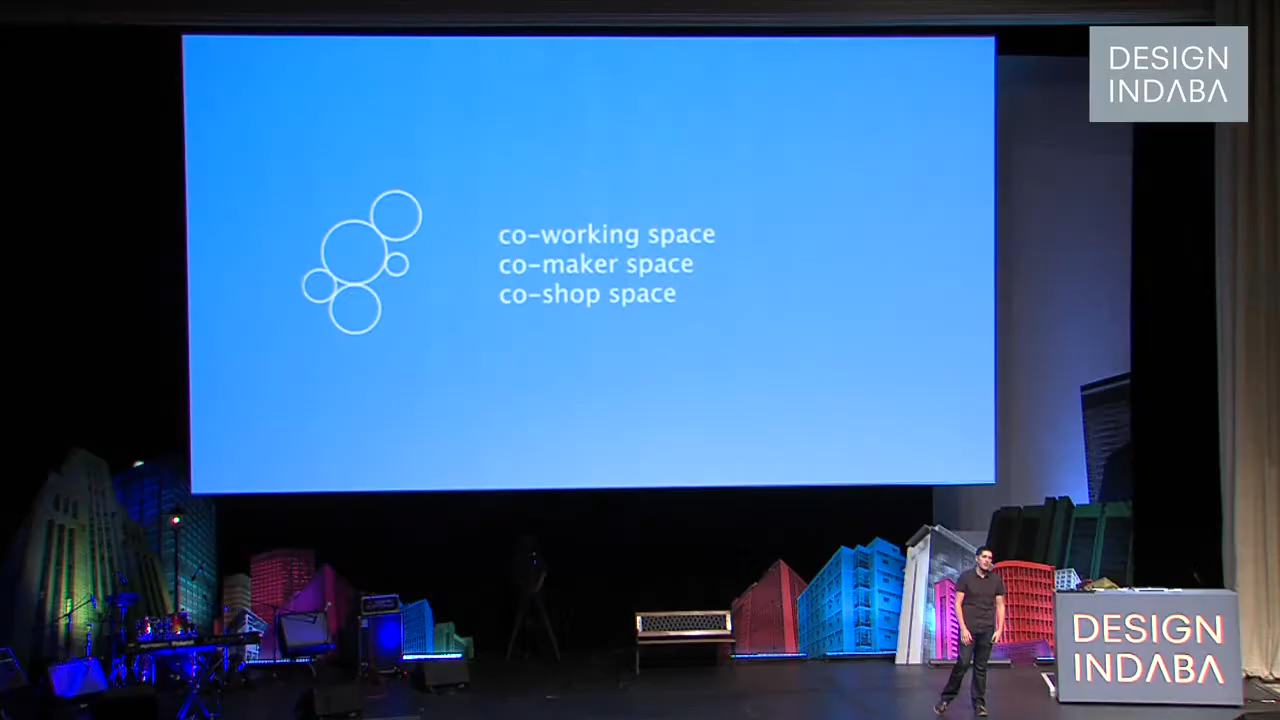 DESIGN
INDABA
co-working space
co-maker space
co-shop space
DESIGN
INDABA